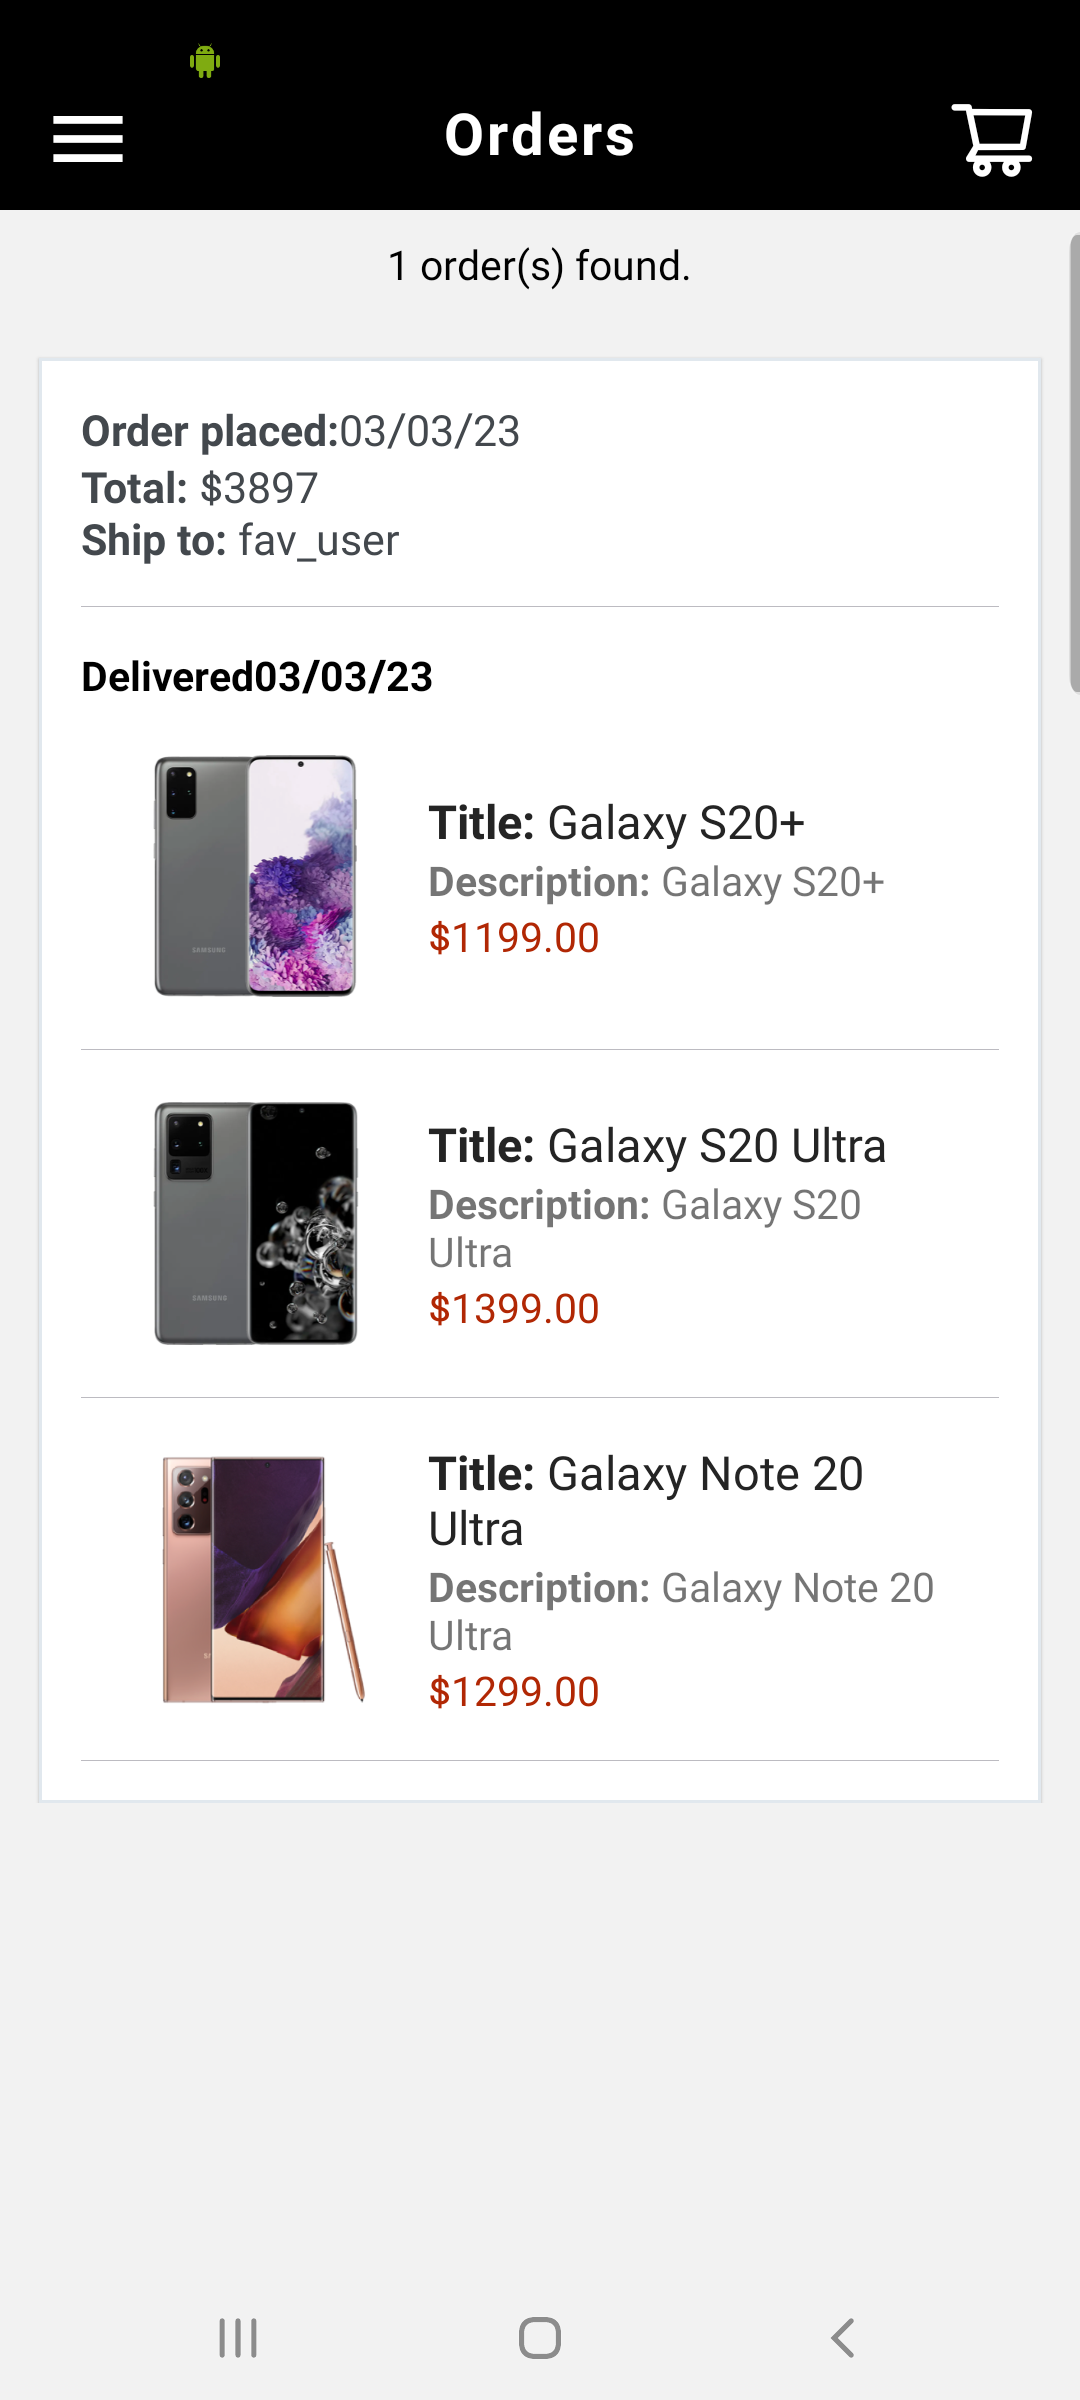 Orders
1 order(s) found.
Order placed:03/03/23
Total: $3897
Ship to: fav_user
Delivered03/03/23
SAMSUNG
Title: Galaxy S20+
Description: Galaxy S20+
$1199.00
SAMSUNG
Title: Galaxy S20 Ultra
Description: Galaxy S20
Ultra
$1399.00
Title: Galaxy Note 20
Ultra
Description: Galaxy Note 20
Ultra
$1299.00